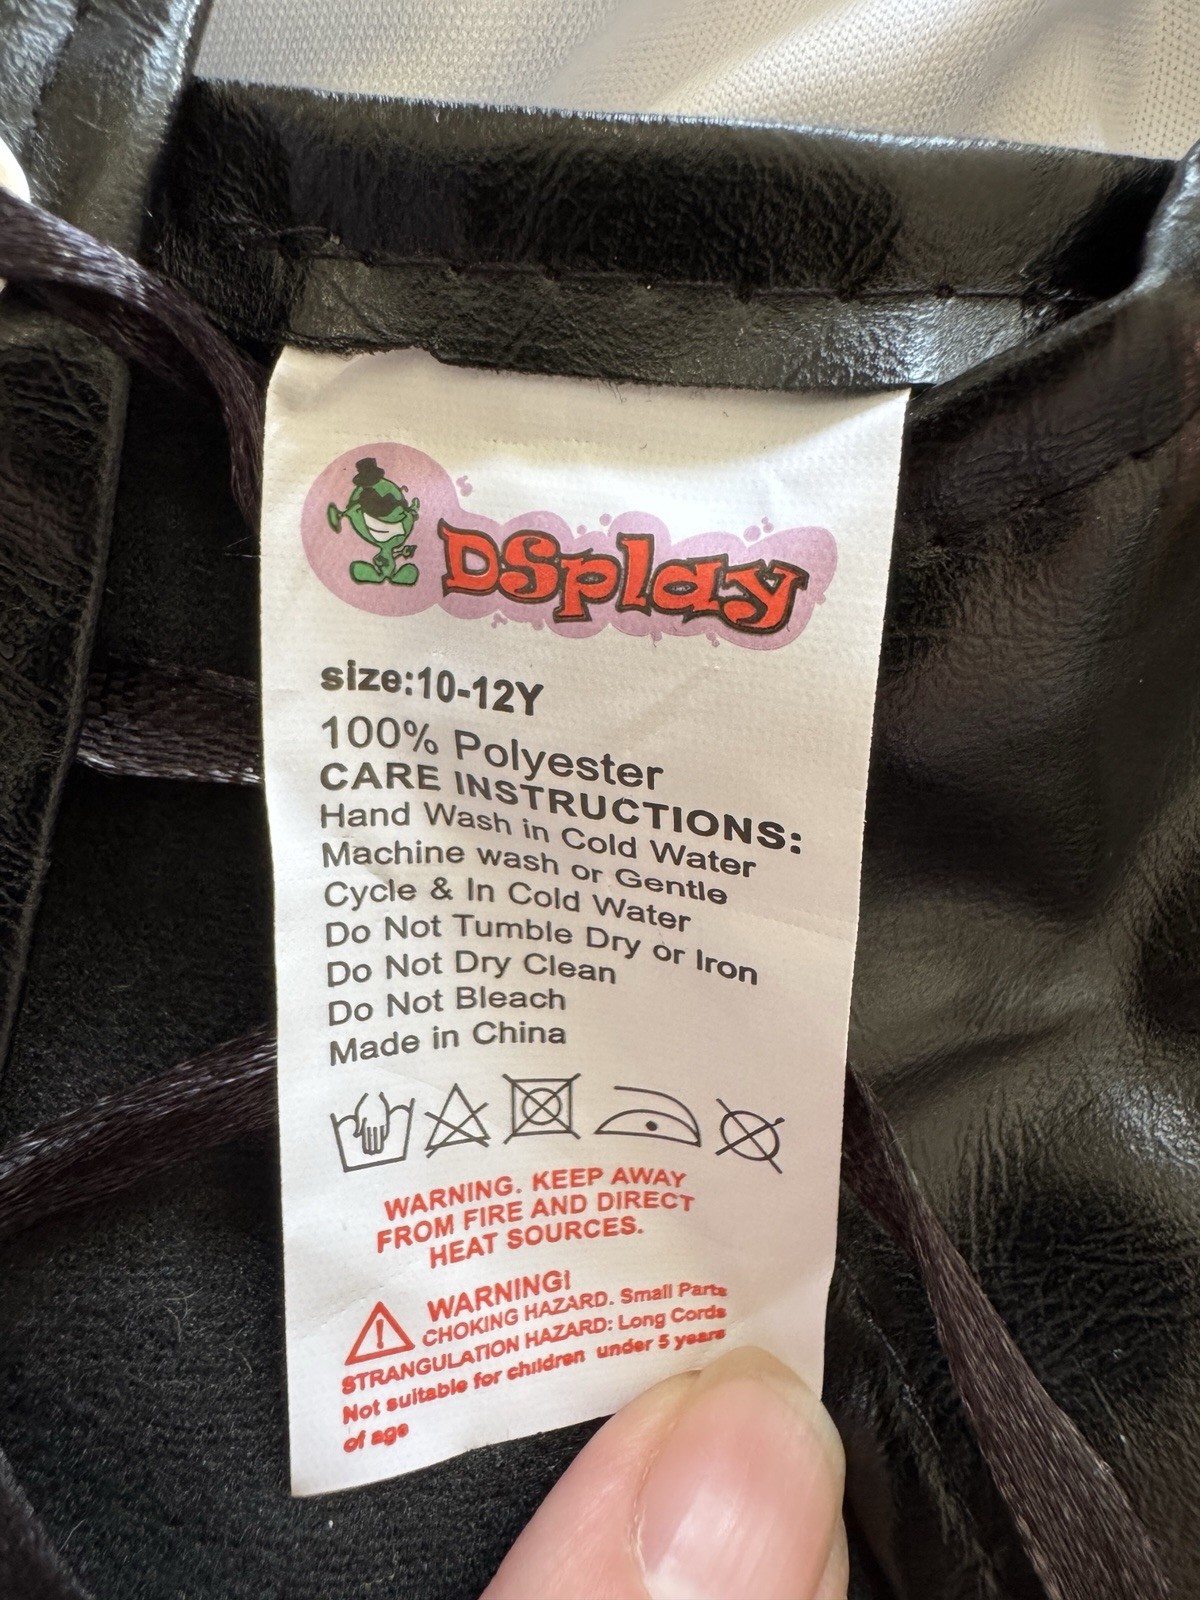 DSplay
size:10-12Y
100% Polyester
CARE INSTRUCTIONS:
Hand Wash in Cold Water
Machine wash or Gentle
Cycle & In Cold Water
Do Not Tumble Dry or Iron
Do Not Dry Clean
Do Not Bleach
Made in China
WARNING. KEEP AWAY
FROM FIRE AND DIRECT
HEAT SOURCES.
WARNING!
CHOKING HAZARD. Small Parts
STRANGULATION HAZARD: Long Cords
Not suitable for children under 5 years
of age